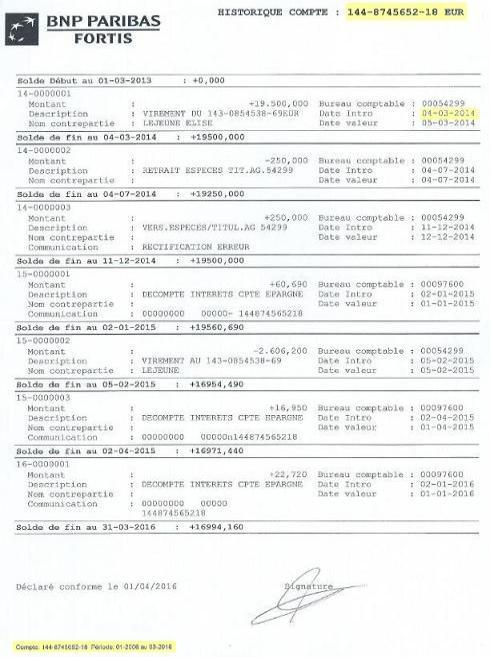 HISTORIQUE COMPTE : 144-8745652-18 EUR
BNP PARIBAS
FORTIS
Solde Début au 01-03-2013 : +0,000
14-0000001
Montant : +19.500,000 Bureau comptable : 00054299
Description : VIREMENT DU 143-0854538-69EUR Date Intro : 04-03-2014
Nom contrepartie : LEJEUNE ELISE Date valeur : 05-03-2014
Solde de fin au 04-03-2014 : +19500,000
14-0000002
Montant : -250,000 Bureau comptable : 00054299
Description : RETRAIT ESPECES TIT.AG.54299 Date Intro : 04-07-2014
Nom contrepartie : Date valeur : 04-07-2014
Solde de fin au 04-07-2014 : +19250,000
14-0000003
Montant : +250,000 Bureau comptable : 00054299
Description : VERS.ESPECES/TITUL.AG 54299 Date Intro : 11-12-2014
Nom contrepartie : Date valeur : 12-12-2014
Communication : RECTIFICATION ERREUR
Solde de fin au 11-12-2014 : +19500,000
15-0000001
Montant : +60,690 Bureau comptable : 00097600
Description : DECOMPTE INTERETS CPTE EPARGNE Date Intro : 02-01-2015
Nom contrepartie : Date valeur : 01-01-2015
Communication : 00000000 00000- 144874565218
Solde de fin au 02-01-2015 : +19560,690
15-0000002
Montant : -2.606,200 Bureau comptable : 00054299
Description : VIREMENT AU 143-0854538-69 Date Intro : 05-02-2015
Nom contrepartie : LEJEUNE Date valeur : 05-02-2015
Solde de fin au 05-02-2015 : +16954,490
15-0000003
Montant : +16,950 Bureau comptable : 00097600
Description : DECOMPTE INTERETS CPTE EPARGNE Date Intro : 02-04-2015
Nom contrepartie : Date valeur : 01-04-2015
Communication : 00000000 00000n144874565218
Solde de fin au 02-04-2015 : +16971,440
16-0000001
Montant : +22,720 Bureau comptable : 00097600
Description : DECOMPTE INTERETS CPTE EPARGNE Date Intro : 02-01-2016
Nom contrepartie : Date valeur : 01-01-2016
Communication : 00000000 00000
144874565218
Solde de fin au 31-03-2016 : +16994,160
Déclaré conforme le 01/04/2016 Signature
Compte: 144-8745652-18 Période: 01-2008 au 03-2016